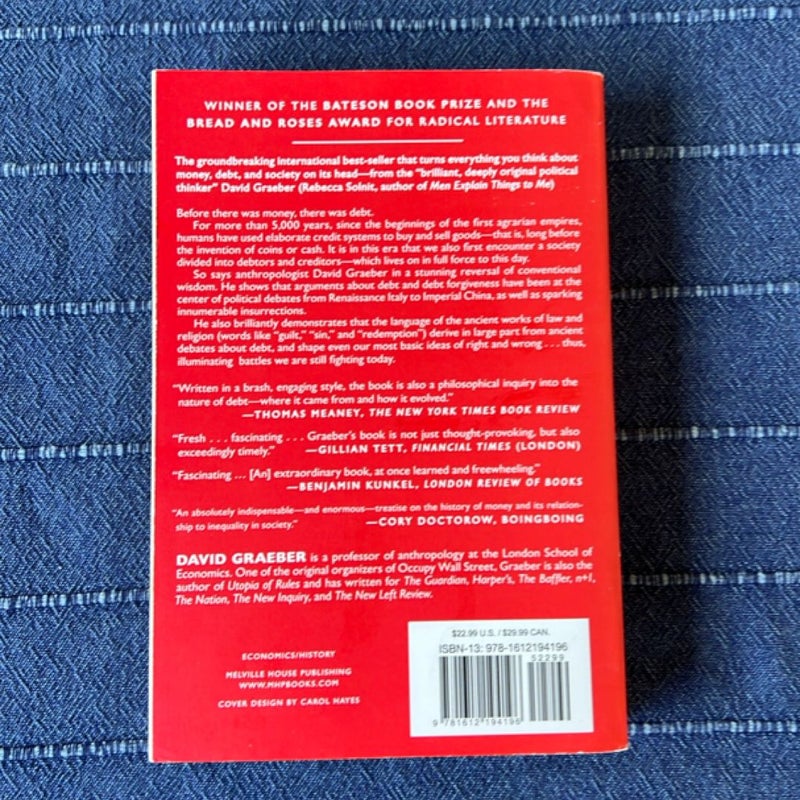 WINNER OF THE BATESON BOOK PRIZE AND THE
BREAD AND ROSES AWARD FOR RADICAL LITERATURE
The groundbreaking international best-seller that turns everything you think about
money, debt, and society on its head—from the "brilliant, deeply original political
thinker" David Graeber (Rebecca Solnit, author of Men Explain Things to Me)
Before there was money, there was debt.
For more than 5,000 years, since the beginnings of the first agrarian empires,
humans have used elaborate credit systems to buy and sell goods—that is, long before
the invention of coins or cash. It is in this era that we also first encounter a society
divided into debtors and creditors—which lives on in full force to this day.
So says anthropologist David Graeber in a stunning reversal of conventional
wisdom. He shows that arguments about debt and debt forgiveness have been at the
center of political debates from Renaissance Italy to Imperial China, as well as sparking
innumerable insurrections.
He also brilliantly demonstrates that the language of the ancient works of law and
religion (words like "guilt," "sin," and "redemption") derive in large part from ancient
debates about debt, and shape even our most basic ideas of right and wrong . . . thus,
illuminating battles we are still fighting today.
"Written in a brash, engaging style, the book is also a philosophical inquiry into the
nature of debt—where it came from and how it evolved."
—THOMAS MEANEY, THE NEW YORK TIMES BOOK REVIEW
"Fresh . . . fascinating . . . Graeber's book is not just thought-provoking, but also
exceedingly timely." —GILLIAN TETT, FINANCIAL TIMES (LONDON)
"Fascinating ... [An] extraordinary book, at once learned and freewheeling."
—BENJAMIN KUNKEL, LONDON REVIEW OF BOOKS
"An absolutely indispensable—and enormous—treatise on the history of money and its relation-
ship to inequality in society." —CORY DOCTOROW, BOINGBOING
DAVID GRAEBER is a professor of anthropology at the London School of
Economics. One of the original organizers of Occupy Wall Street, Graeber is also the
author of Utopia of Rules and has written for The Guardian, Harper's, The Baffler, n+1,
The Nation, The New Inquiry, and The New Left Review.
ECONOMICS/HISTORY
MELVILLE HOUSE PUBLISHING
WWW.MHPBOOKS.COM
COVER DESIGN BY CAROL HAYES
$22.99 U.S. / $29.99 CAN.
ISBN-13: 978-1612194196
52299
9 781612 194196